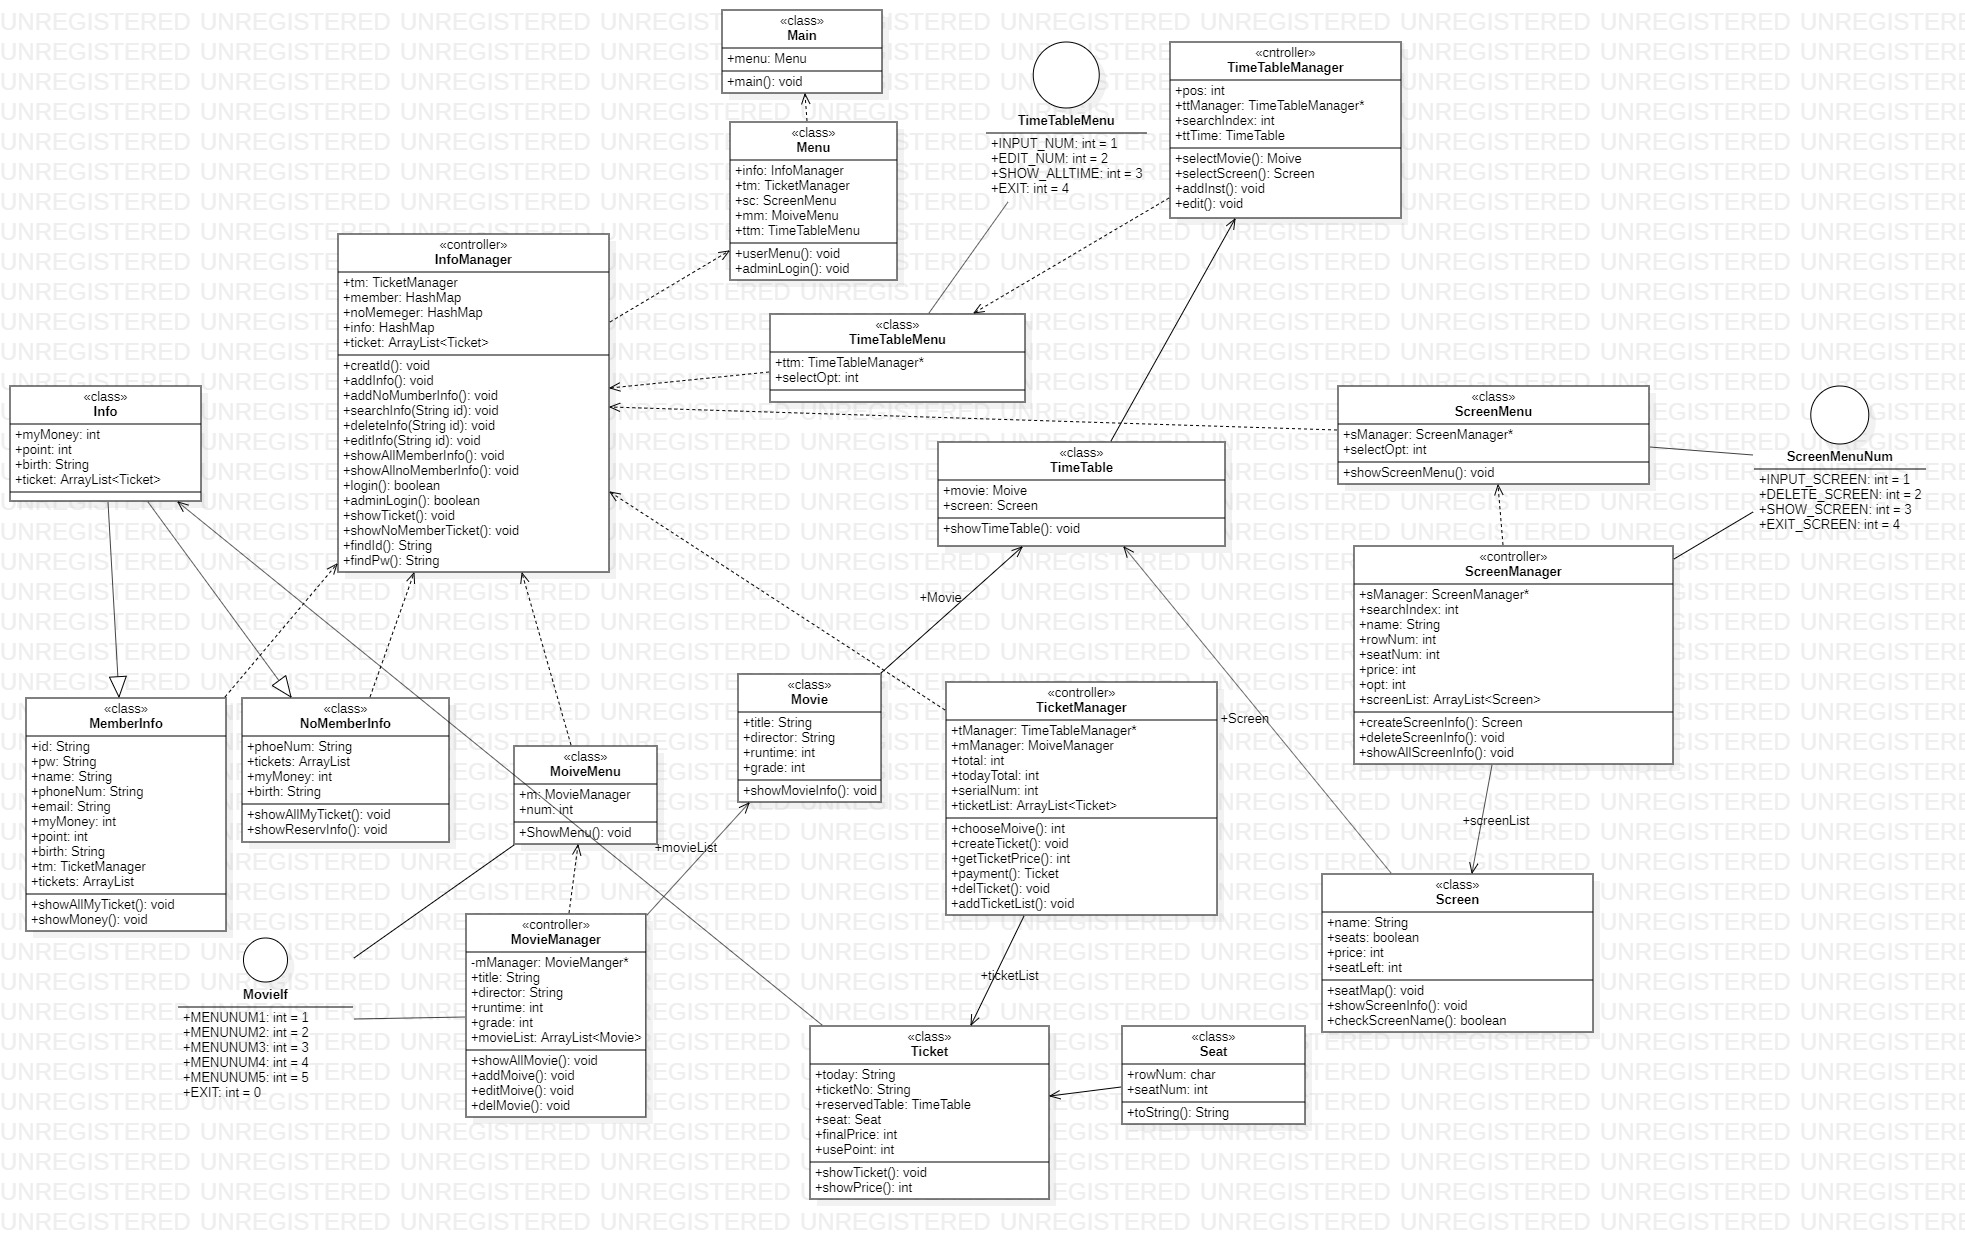 «class»
Main
+menu: Menu
+main(): void
«class»
Menu
+info: InfoManager
+tm: TicketManager
+sc: ScreenMenu
+mm: MoiveMenu
+ttm: TimeTableMenu
+userMenu(): void
+adminLogin(): void
TimeTableMenu
+INPUT_NUM: int = 1
+EDIT_NUM: int = 2
+SHOW_ALLTIME: int = 3
+EXIT: int = 4
«cntroller»
TimeTableManager
+pos: int
+ttManager: TimeTableManager*
+searchIndex: int
+ttTime: TimeTable
+selectMovie(): Moive
+selectScreen(): Screen
+addInst(): void
+edit(): void
«controller»
InfoManager
+tm: TicketManager
+member: HashMap
+noMemeger: HashMap
+info: HashMap
+ticket: ArrayList<Ticket>
+creatId(): void
+addInfo(): void
+addNoMumberInfo(): void
+searchInfo(String id): void
+deleteInfo(String id): void
+editInfo(String id): void
+showAllMemberInfo(): void
+showAllnoMemberInfo(): void
+login(): boolean
+adminLogin(): boolean
+showTicket(): void
+showNoMemberTicket(): void
+findId(): String
+findPw(): String
«class»
TimeTableMenu
+ttm: TimeTableManager*
+selectOpt: int
«class»
Info
+myMoney: int
+point: int
+birth: String
+ticket: ArrayList<Ticket>
«class»
ScreenMenu
+sManager: ScreenManager*
+selectOpt: int
+showScreenMenu(): void
ScreenMenuNum
+INPUT_SCREEN: int = 1
+DELETE_SCREEN: int = 2
+SHOW_SCREEN: int = 3
+EXIT_SCREEN: int = 4
«class»
TimeTable
+movie: Moive
+screen: Screen
+showTimeTable(): void
«controller»
ScreenManager
+sManager: ScreenManager*
+searchIndex: int
+name: String
+rowNum: int
+seatNum: int
+price: int
+opt: int
+screenList: ArrayList<Screen>
+createScreenInfo(): Screen
+deleteScreenInfo(): void
+showAllScreenInfo(): void
+Movie
+Screen
+screenList
«class»
MemberInfo
+id: String
+pw: String
+name: String
+phoneNum: String
+email: String
+myMoney: int
+point: int
+birth: String
+tm: TicketManager
+tickets: ArrayList
+showAllMyTicket(): void
+showMoney(): void
«class»
NoMemberInfo
+phoeNum: String
+tickets: ArrayList
+myMoney: int
+birth: String
+showAllMyTicket(): void
+showReservInfo(): void
«class»
MoiveMenu
+m: MovieManager
+num: int
+ShowMenu(): void
+movieList
«class»
Movie
+title: String
+director: String
+runtime: int
+grade: int
+showMovieInfo(): void
«controller»
TicketManager
+tManager: TimeTableManager*
+mManager: MoiveManager
+total: int
+todayTotal: int
+serialNum: int
+ticketList: ArrayList<Ticket>
+chooseMoive(): int
+createTicket(): void
+getTicketPrice(): int
+payment(): Ticket
+delTicket(): void
+addTicketList(): void
+ticketList
«class»
Screen
+name: String
+seats: boolean
+price: int
+seatLeft: int
+seatMap(): void
+showScreenInfo(): void
+checkScreenName(): boolean
MovieIf
+MENUNUM1: int = 1
+MENUNUM2: int = 2
+MENUNUM3: int = 3
+MENUNUM4: int = 4
+MENUNUM5: int = 5
+EXIT: int = 0
«controller»
MovieManager
-mManager: MovieManger*
+title: String
+director: String
+runtime: int
+grade: int
+movieList: ArrayList<Movie>
+showAllMovie(): void
+addMoive(): void
+editMoive(): void
+delMovie(): void
«class»
Ticket
+today: String
+ticketNo: String
+reservedTable: TimeTable
+seat: Seat
+finalPrice: int
+usePoint: int
+showTicket(): void
+showPrice(): int
«class»
Seat
+rowNum: char
+seatNum: int
+toString(): String